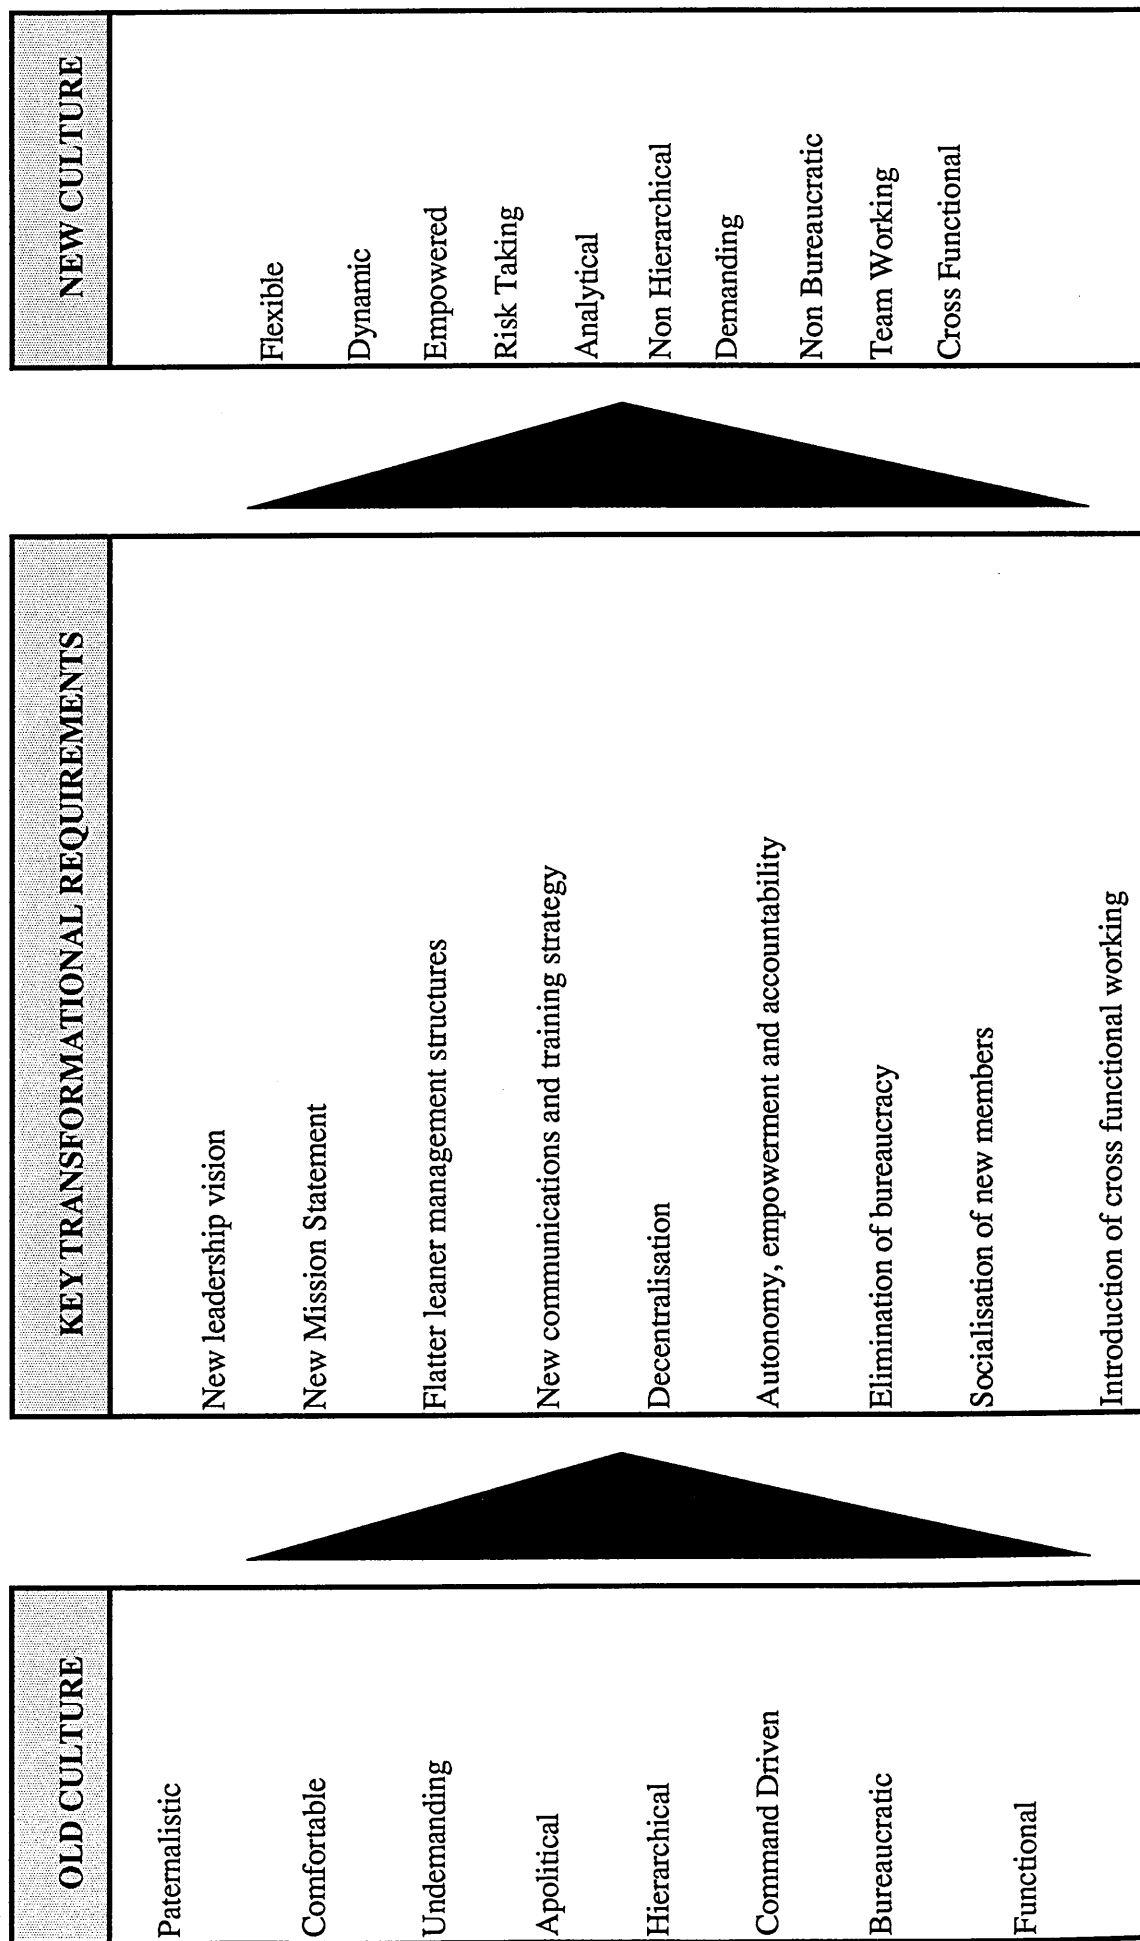 OLD CULTURE
Paternalistic
Comfortable
Undemanding
Apolitical
Hierarchical
Command Driven
Bureaucratic
Functional
KEY TRANSFORMATIONAL REQUIREMENTS
New leadership vision
New Mission Statement
Flatter leaner management structures
New communications and training strategy
Decentralisation
Autonomy, empowerment and accountability
Elimination of bureaucracy
Socialisation of new members
Introduction of cross functional working
NEW CULTURE
Flexible
Dynamic
Empowered
Risk Taking
Analytical
Non Hierarchical
Demanding
Non Bureaucratic
Team Working
Cross Functional